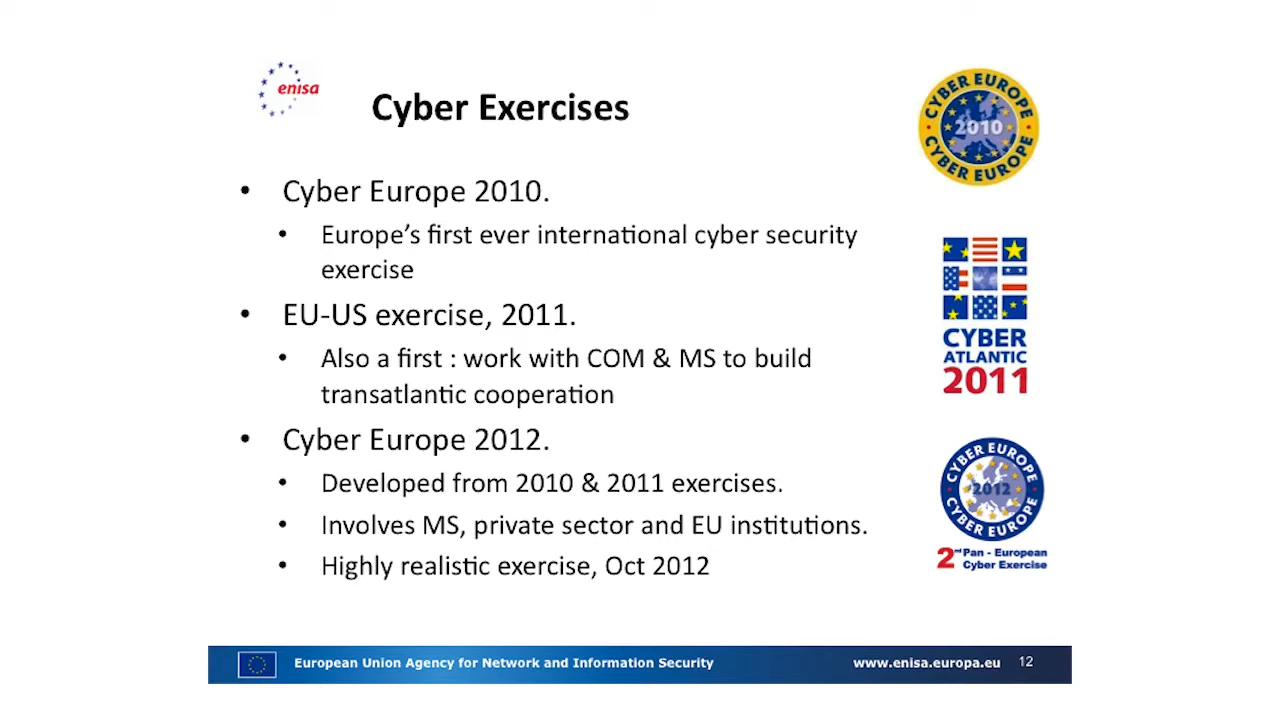 enisa
Cyber Exercises
CYBER EUROPE
2010
CYBER EUROPE
• Cyber Europe 2010.
• Europe's first ever international cyber security
exercise
• EU-US exercise, 2011.
• Also a first : work with COM & MS to build
transatlantic cooperation
CYBER
ATLANTIC
2011
• Cyber Europe 2012.
• Developed from 2010 & 2011 exercises.
• Involves MS, private sector and EU institutions.
• Highly realistic exercise, Oct 2012
CYBER EUROPE
2012
CYBER EUROPE
2nd Pan - European
Cyber Exercise
European Union Agency for Network and Information Security
www.enisa.europa.eu 12